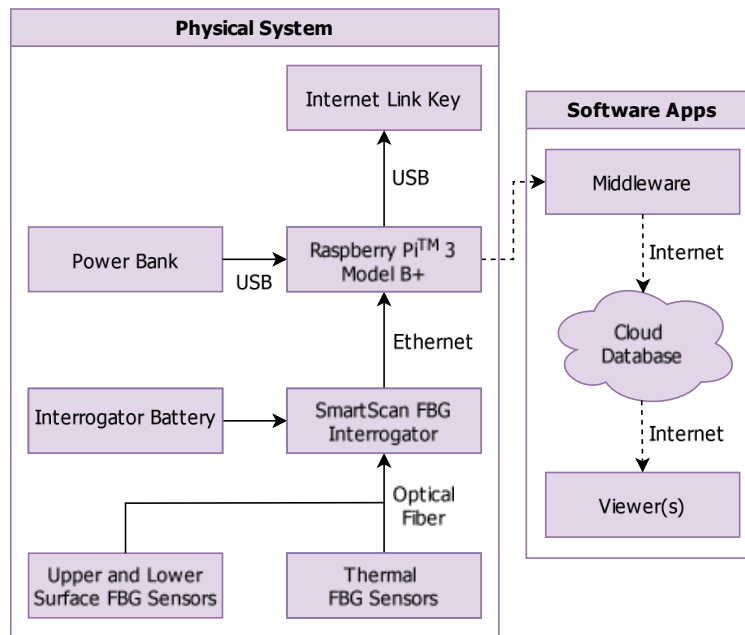 Physical System
Internet Link Key
USB
Power Bank
USB
Raspberry Pi™ 3
Model B+
Ethernet
Interrogator Battery
SmartScan FBG
Interrogator
Optical
Fiber
Upper and Lower
Surface FBG Sensors
Thermal
FBG Sensors
Software Apps
Middleware
Internet
Cloud
Database
Internet
Viewer(s)